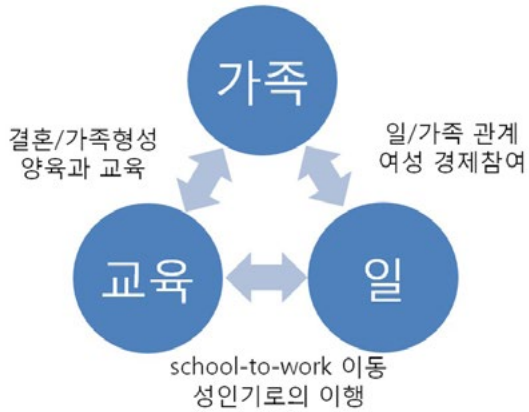 가족
결혼/가족형성
양육과 교육
일/가족 관계
여성 경제참여
교육
일
school-to-work 이동
성인기로의 이행